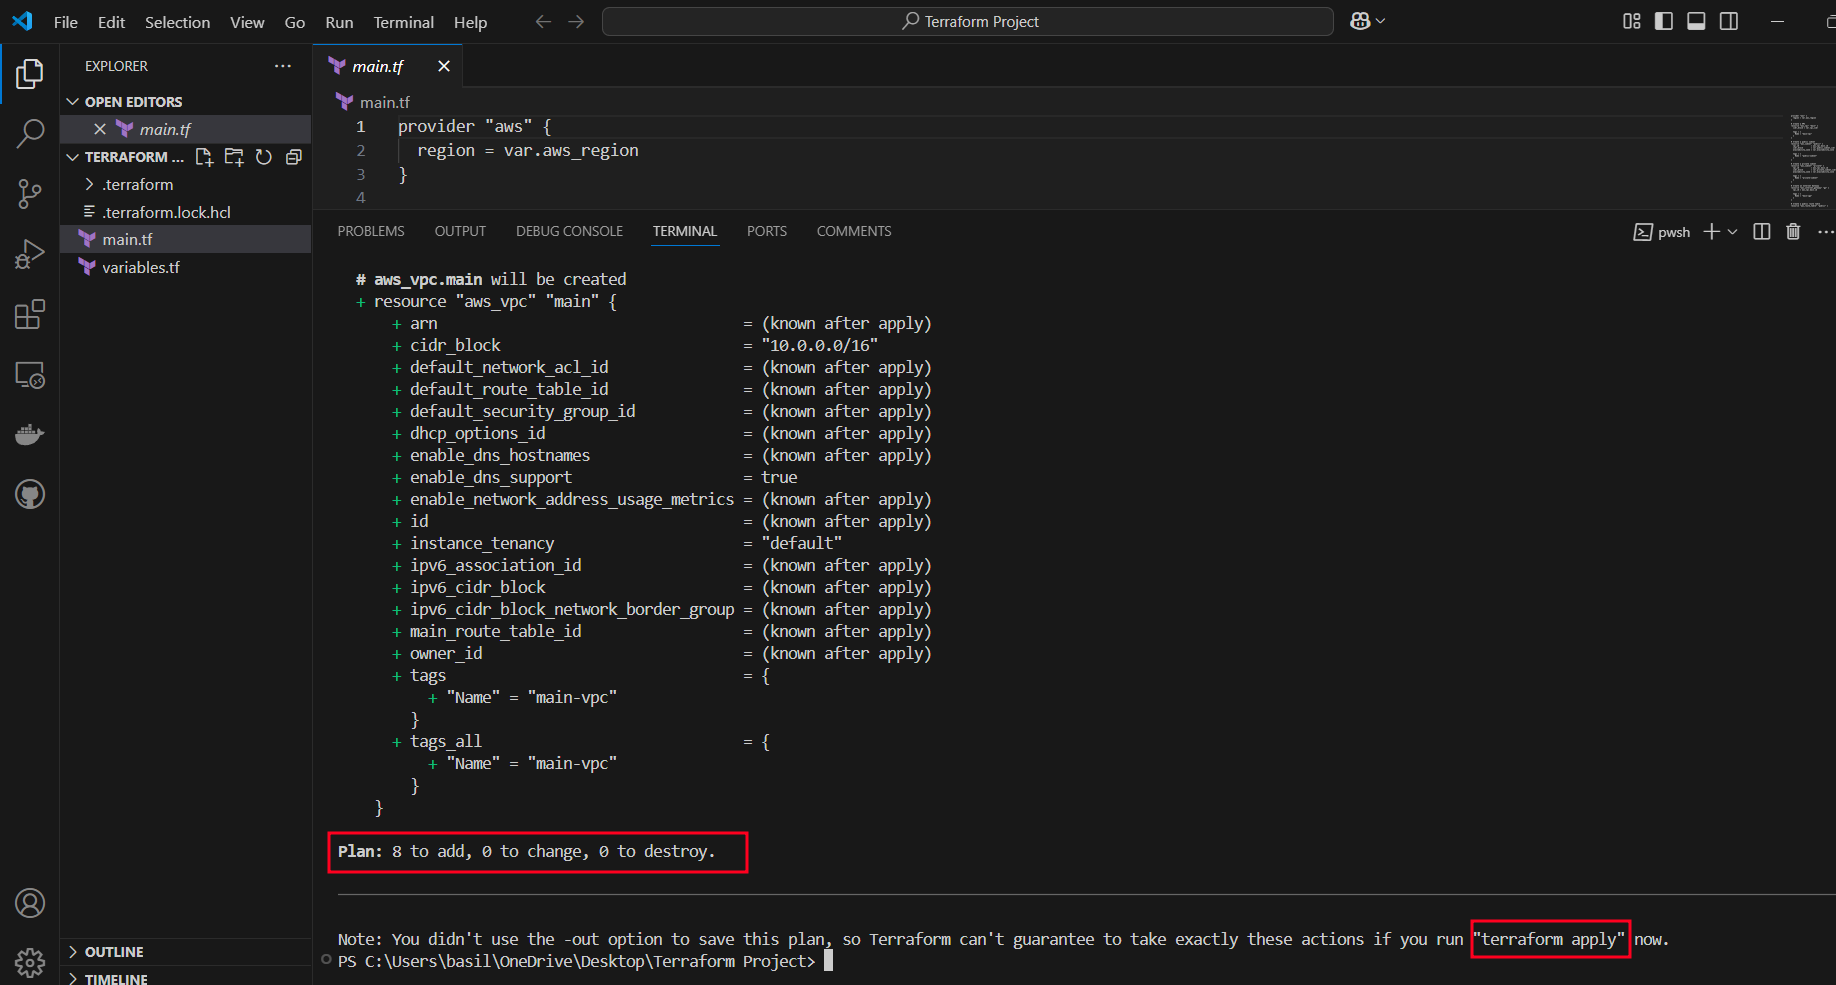 File Edit Selection View Go Run Terminal Help
Terraform Project
EXPLORER
OPEN EDITORS
main.tf
TERRAFORM ...
.terraform
.terraform.lock.hcl
main.tf
variables.tf
OUTLINE
TIMELINE
main.tf
main.tf
1 provider "aws" {
2 region = var.aws_region
3 }
4
PROBLEMS OUTPUT DEBUG CONSOLE TERMINAL PORTS COMMENTS
pwsh
# aws_vpc.main will be created
+ resource "aws_vpc" "main" {
+ arn = (known after apply)
+ cidr_block = "10.0.0.0/16"
+ default_network_acl_id = (known after apply)
+ default_route_table_id = (known after apply)
+ default_security_group_id = (known after apply)
+ dhcp_options_id = (known after apply)
+ enable_dns_hostnames = (known after apply)
+ enable_dns_support = true
+ enable_network_address_usage_metrics = (known after apply)
+ id = (known after apply)
+ instance_tenancy = "default"
+ ipv6_association_id = (known after apply)
+ ipv6_cidr_block = (known after apply)
+ ipv6_cidr_block_network_border_group = (known after apply)
+ main_route_table_id = (known after apply)
+ owner_id = (known after apply)
+ tags = {
+ "Name" = "main-vpc"
}
+ tags_all = {
+ "Name" = "main-vpc"
}
}
Plan: 8 to add, 0 to change, 0 to destroy.
Note: You didn't use the -out option to save this plan, so Terraform can't guarantee to take exactly these actions if you run "terraform apply" now.
PS C:\Users\basil\OneDrive\Desktop\Terraform Project>